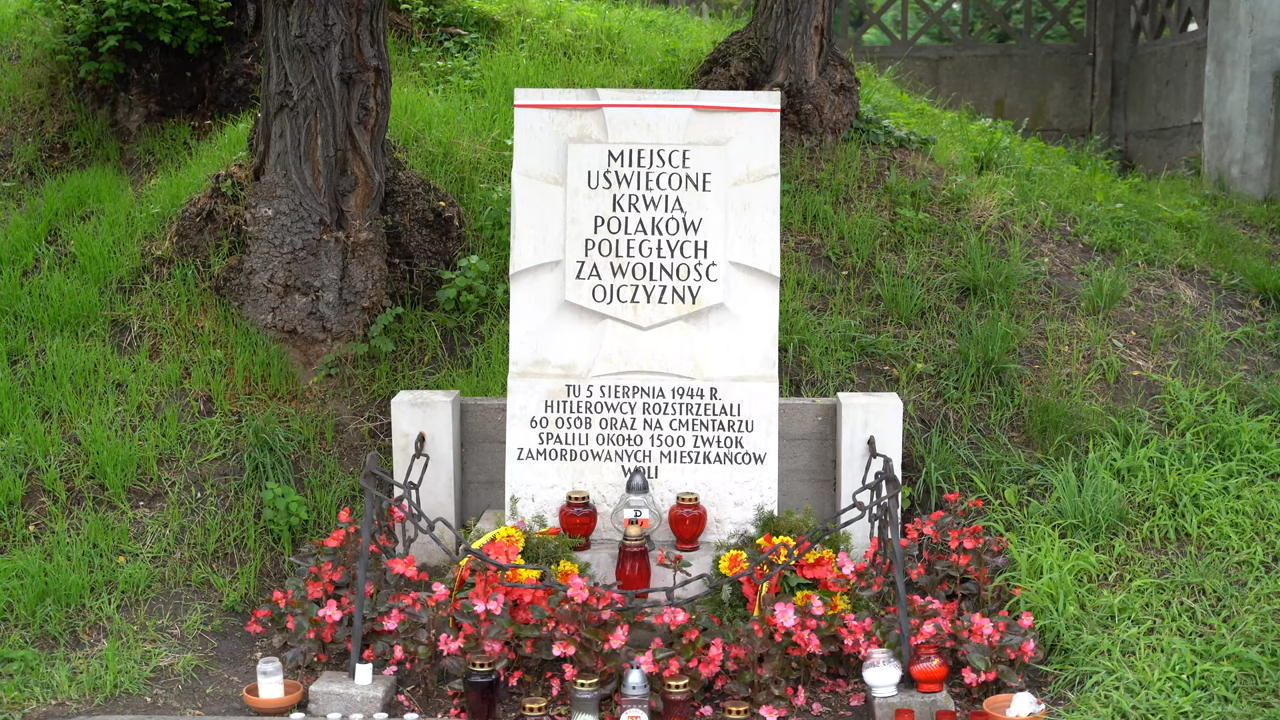 MIEJSCE
UŚWIĘCONE
KRWIĄ
POLAKÓW
POLEGŁYCH
ZA WOLNOŚĆ
OJCZYZNY
TU 5 SIERPNIA 1944 R.
HITLEROWCY ROZSTRZELALI
60 OSÓB ORAZ NA CMENTARZU
SPALILI OKOŁO 1500 ZWŁOK
ZAMORDOWANYCH MIESZKAŃCÓW
WOLI